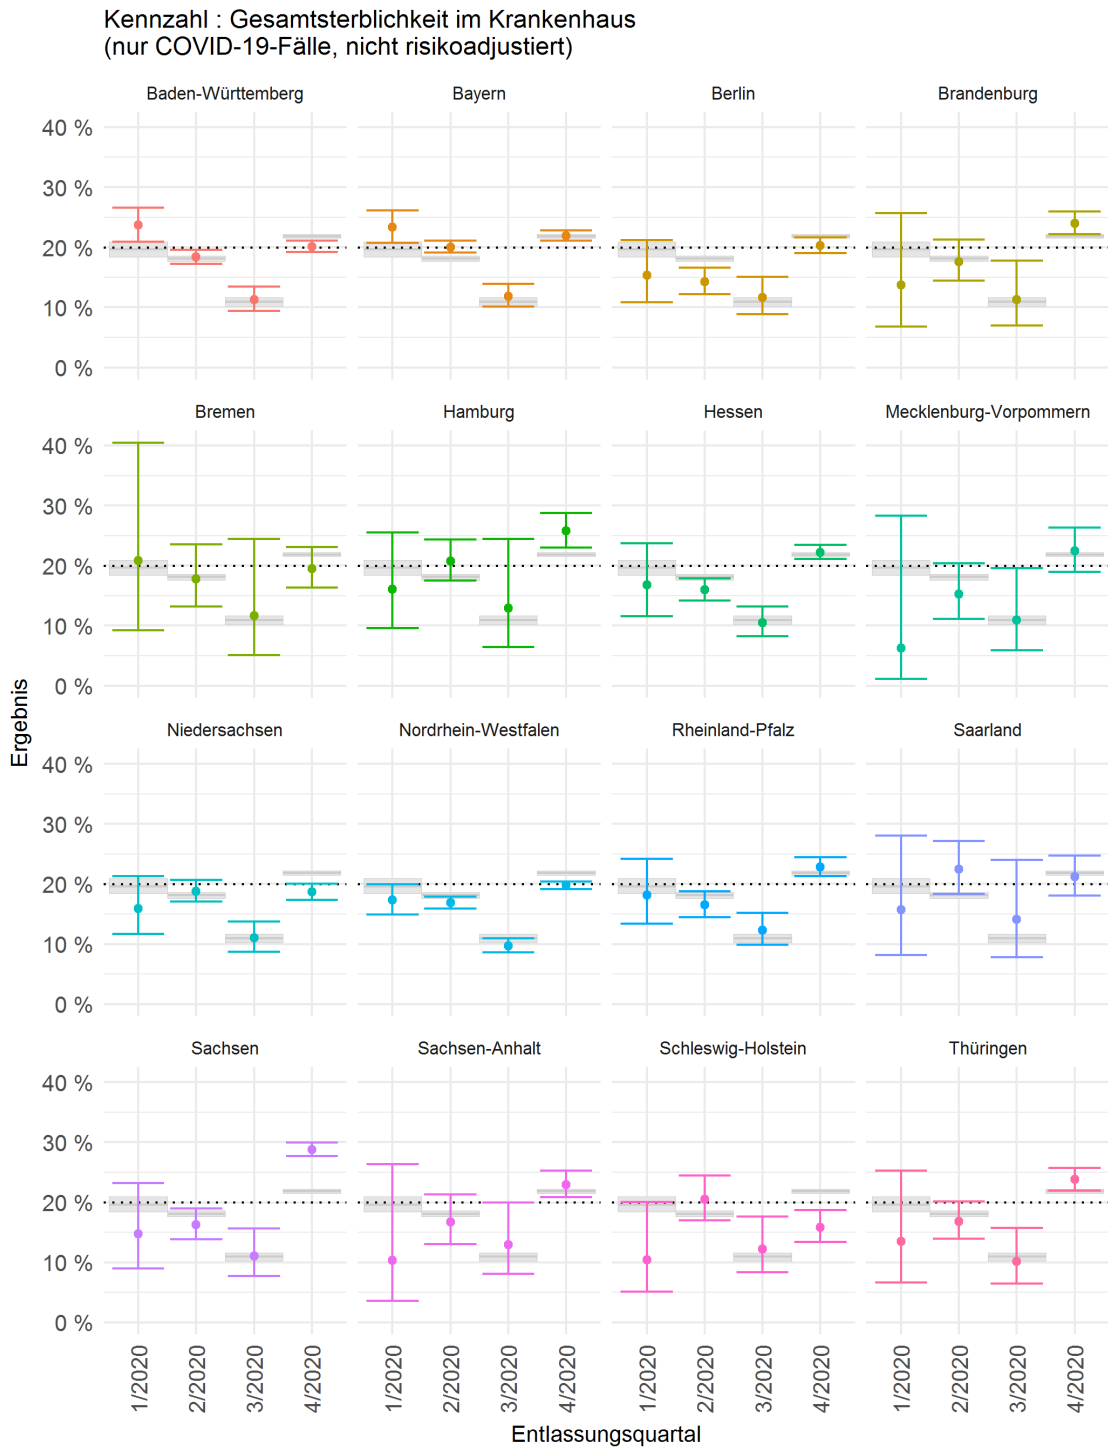 Kennzahl : Gesamtsterblichkeit im Krankenhaus
(nur COVID-19-Fälle, nicht risikoadjustiert)
Baden-Württemberg
Bayern
Berlin
Brandenburg
40 %
30 %
20 %
10 %
0 %
Bremen
Hamburg
Hessen
Mecklenburg-Vorpommern
40 %
30 %
20 %
10 %
0 %
Ergebnis
Niedersachsen
Nordrhein-Westfalen
Rheinland-Pfalz
Saarland
40 %
30 %
20 %
10 %
0 %
Sachsen
Sachsen-Anhalt
Schleswig-Holstein
Thüringen
40 %
30 %
20 %
10 %
0 %
1/2020
2/2020
3/2020
4/2020
1/2020
2/2020
3/2020
4/2020
1/2020
2/2020
3/2020
4/2020
1/2020
2/2020
3/2020
4/2020
Entlassungsquartal